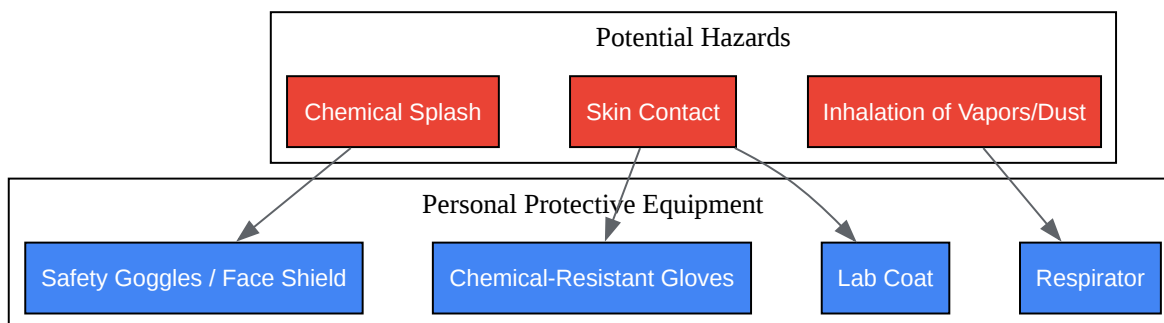 Potential Hazards
Chemical Splash
Skin Contact
Inhalation of Vapors/Dust
Personal Protective Equipment
Safety Goggles / Face Shield
Chemical-Resistant Gloves
Lab Coat
Respirator